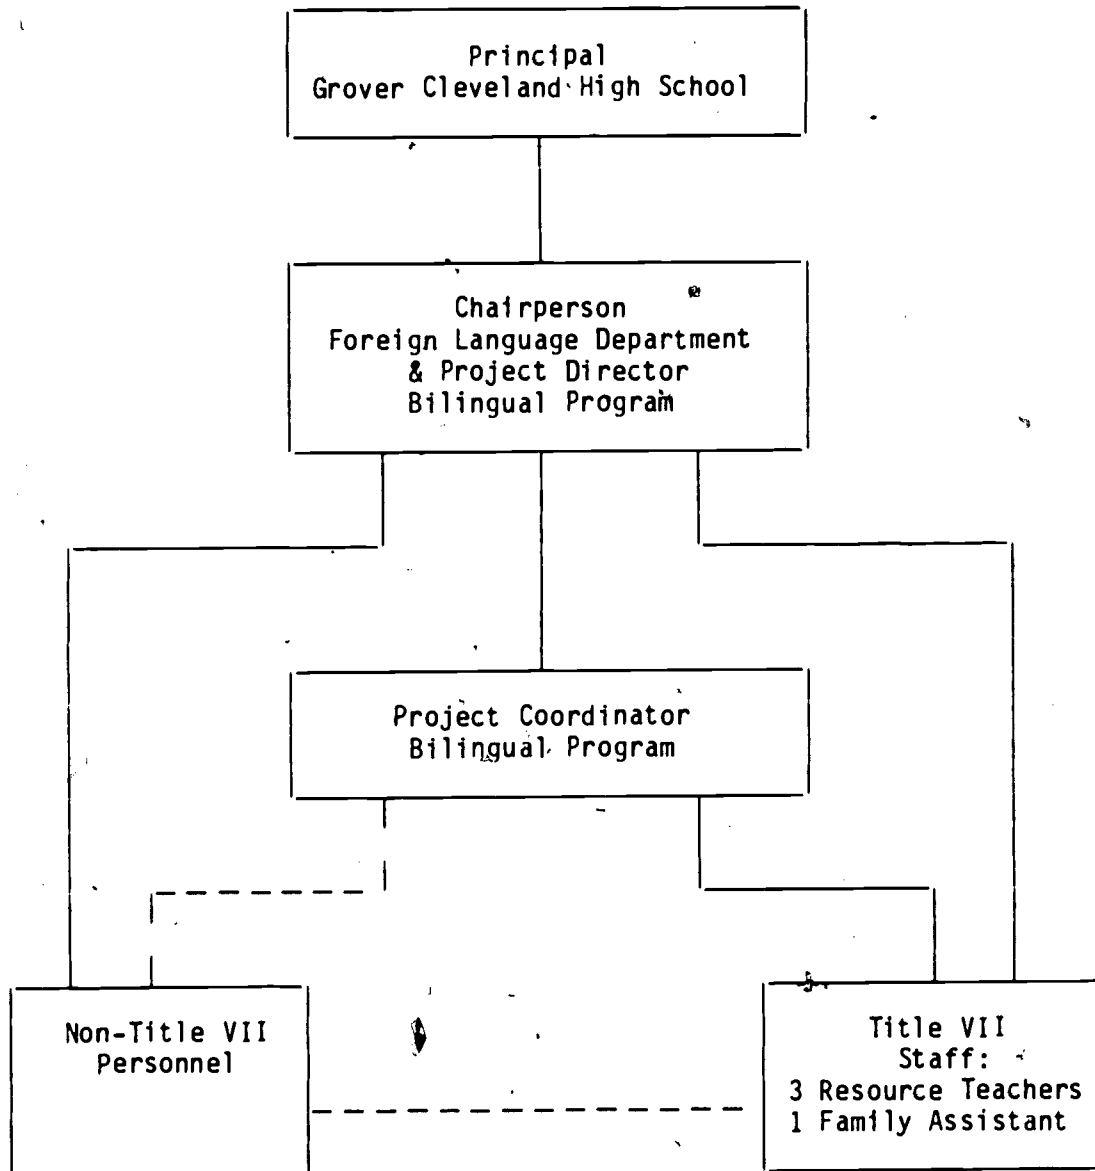 Principal
Grover Cleveland High School
Chairperson
Foreign Language Department
& Project Director
Bilingual Program
Project Coordinator
Bilingual Program
Non-Title VII
Personnel
Title VII
Staff:
3 Resource Teachers
1 Family Assistant